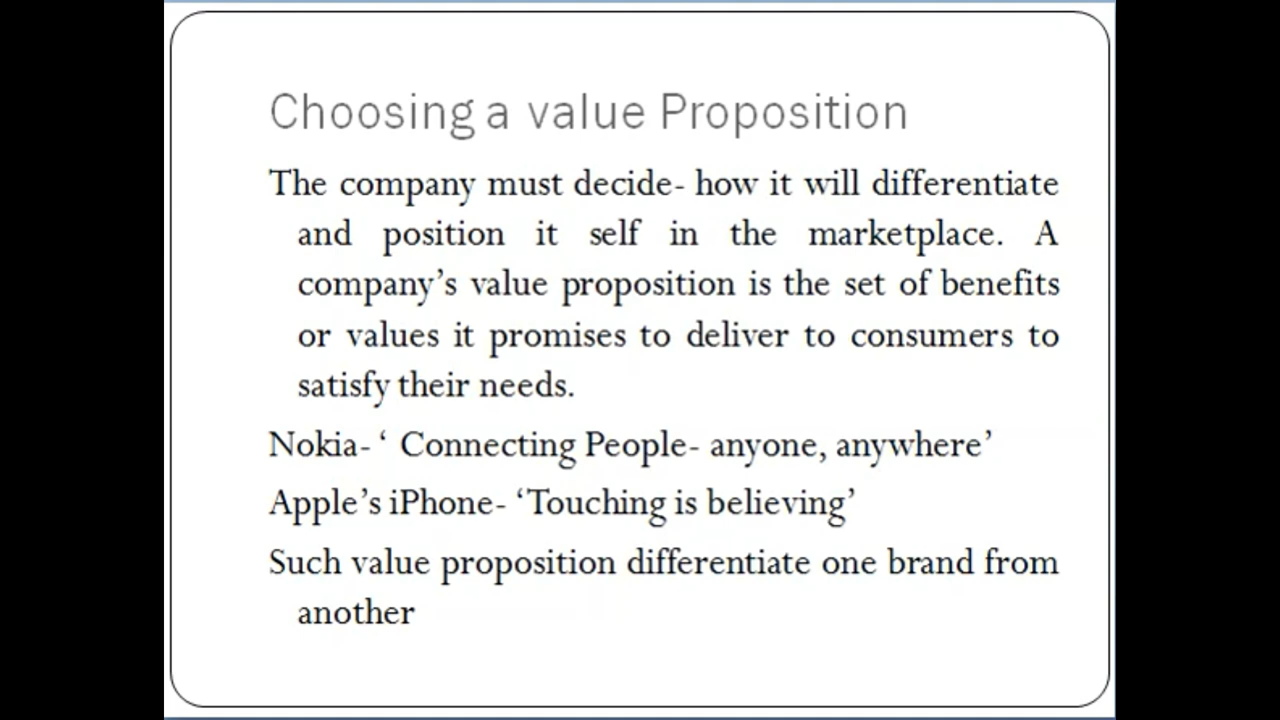 Choosing a value Proposition
The company must decide- how it will differentiate
and position it self in the marketplace. A
company’s value proposition is the set of benefits
or values it promises to deliver to consumers to
satisfy their needs.
Nokia- ‘ Connecting People- anyone, anywhere’
Apple’s iPhone- ‘Touching is believing’
Such value proposition differentiate one brand from
another